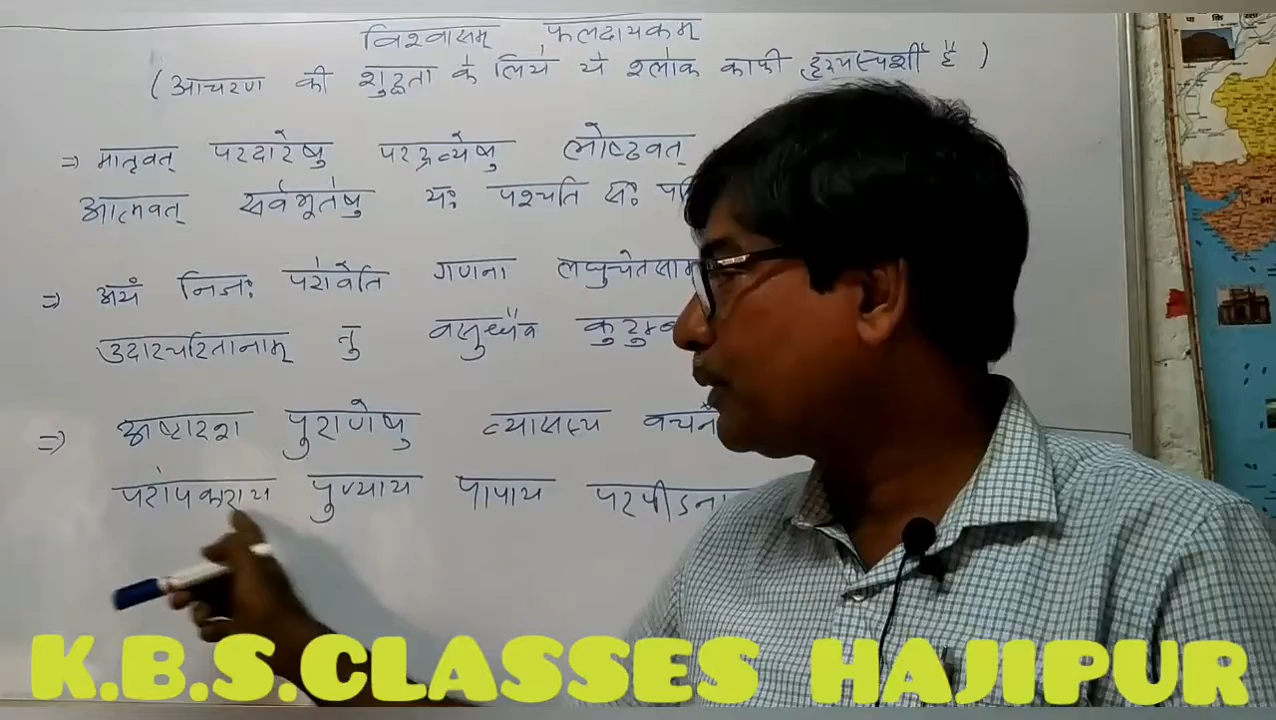 विश्वासम् फलदायकम्
(आचरण की शुद्धता के लिये ये श्लोक काफी हृदयस्पर्शी है)
=> मातृवत् परदारेषु परद्रव्येषु लोष्ठवत्
आत्मवत् सर्वभूतेषु यः पश्यति सः
=> अयं निजः परोवेति गणना लघुचेतसाम
उदारचरितानाम् तु वसुधैव कुटुम्ब
=> अष्टादश पुराणेषु व्यासस्य वचन
परोपकाराय पुण्याय पापाय परपीडना
K.B.S.CLASSES HAJIPUR